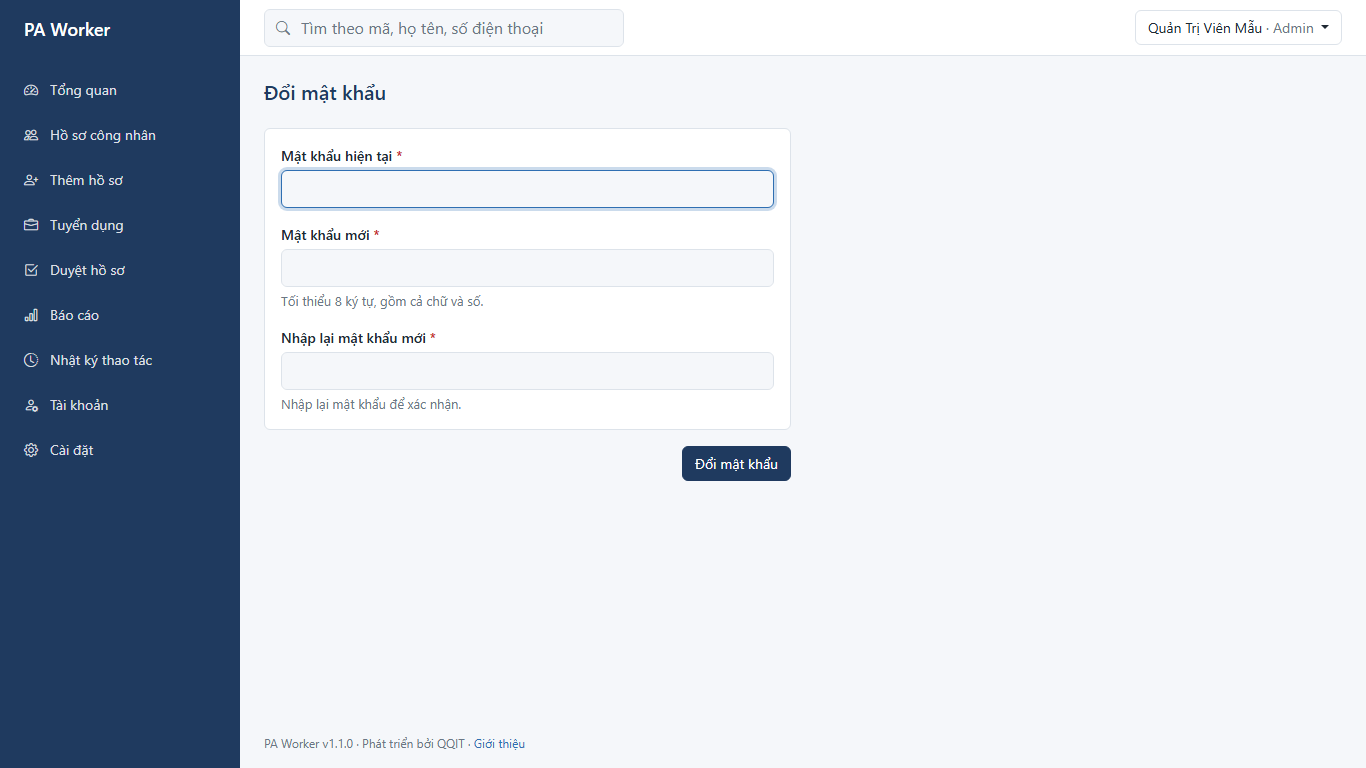 PA Worker
Tìm theo mã, họ tên, số điện thoại
Quản Trị Viên Mẫu · Admin
Tổng quan
Hồ sơ công nhân
Thêm hồ sơ
Tuyển dụng
Duyệt hồ sơ
Báo cáo
Nhật ký thao tác
Tài khoản
Cài đặt
Đổi mật khẩu
Mật khẩu hiện tại *
Mật khẩu mới *
Tối thiểu 8 ký tự, gồm cả chữ và số.
Nhập lại mật khẩu mới *
Nhập lại mật khẩu để xác nhận.
Đổi mật khẩu
PA Worker v1.1.0 · Phát triển bởi QQIT · Giới thiệu